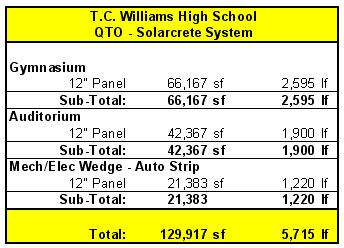 T.C. Williams High School
QTO - Solarcrete System
Gymnasium
12" Panel 66,167 sf 2,595 lf
Sub-Total: 66,167 sf 2,595 lf
Auditorium
12" Panel 42,367 sf 1,900 lf
Sub-Total: 42,367 sf 1,900 lf
Mech/Elec Wedge - Auto Strip
12" Panel 21,383 sf 1,220 lf
Sub-Total: 21,383 1,220 lf
Total: 129,917 sf 5,715 lf